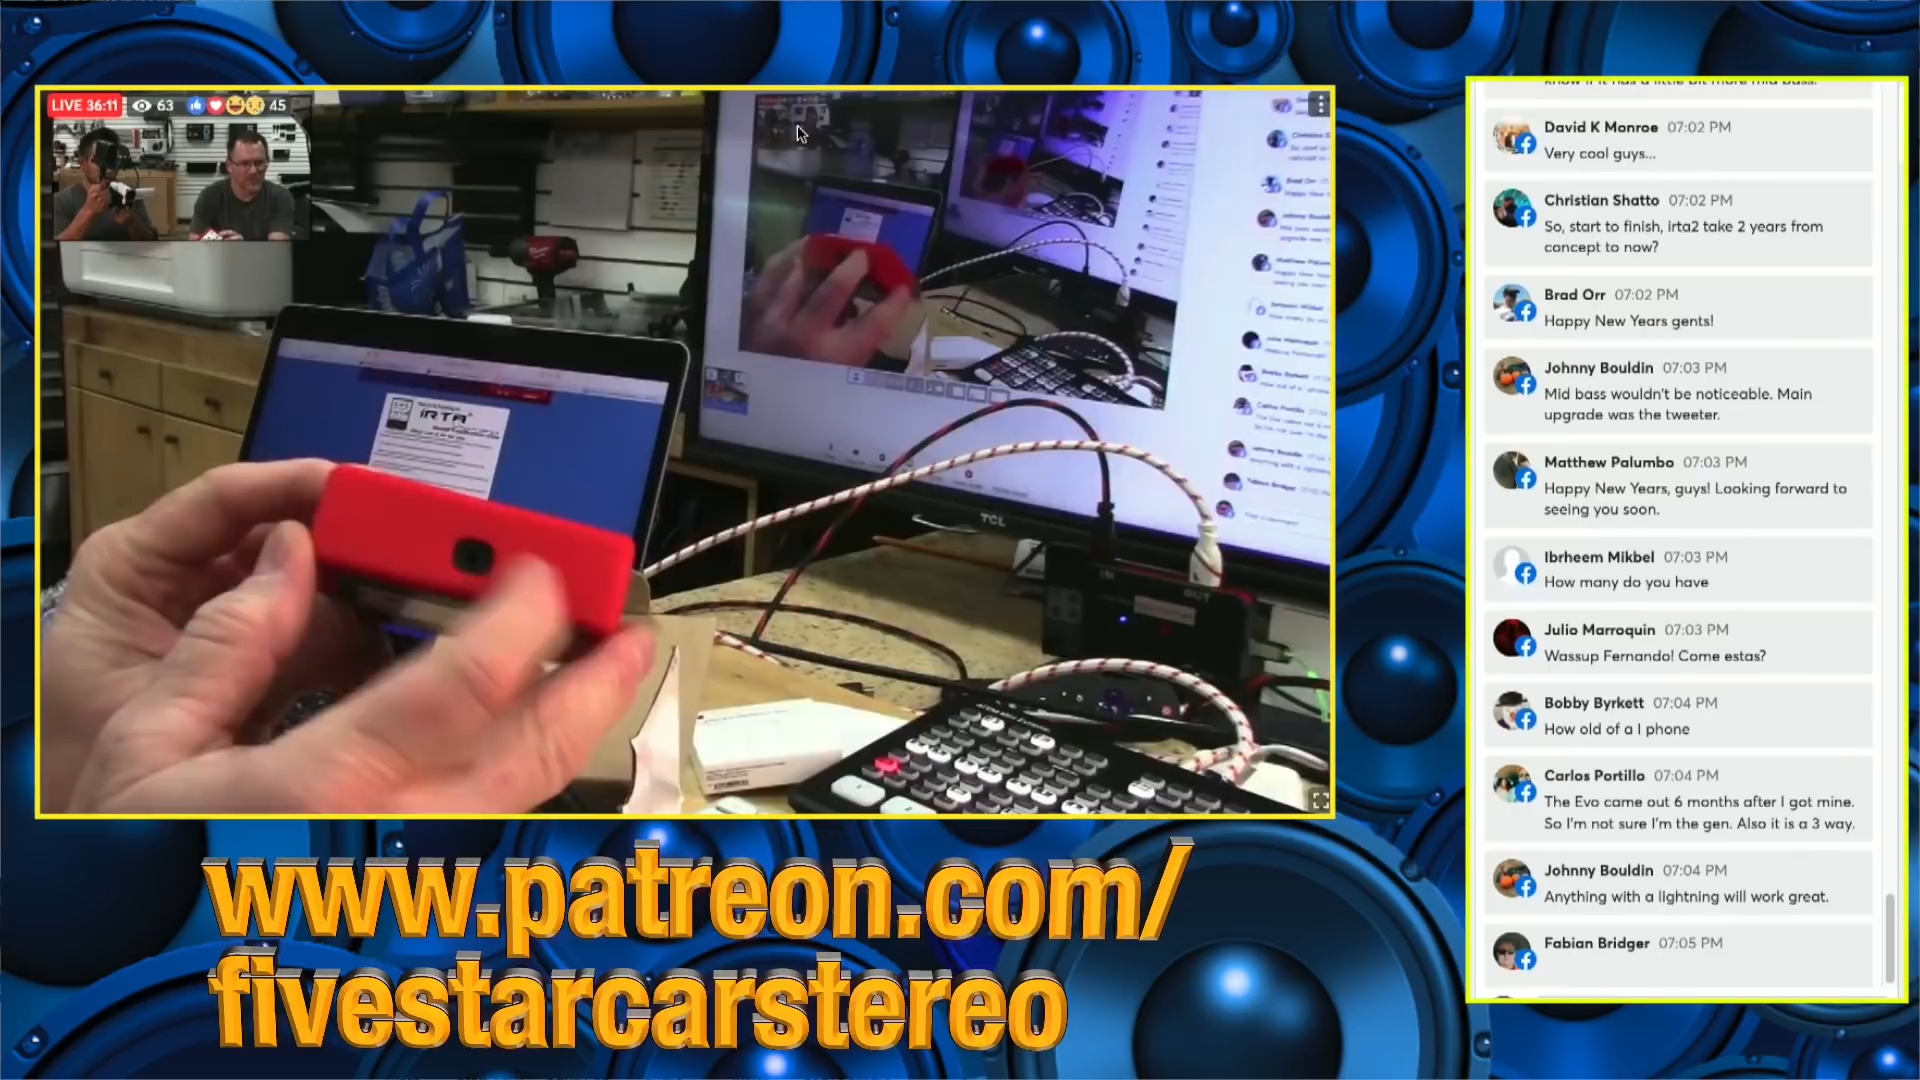 LIVE 36:11
63
45
iRTA
TCL
OUT
www.patreon.com/
fivestarcarstereo
David K Monroe 07:02 PM
Very cool guys...
Christian Shatto 07:02 PM
So, start to finish, irta2 take 2 years from
concept to now?
Brad Orr 07:02 PM
Happy New Years gents!
Johnny Bouldin 07:03 PM
Mid bass wouldn't be noticeable. Main
upgrade was the tweeter.
Matthew Palumbo 07:03 PM
Happy New Years, guys! Looking forward to
seeing you soon.
Ibrheem Mikbel 07:03 PM
How many do you have
Julio Marroquin 07:03 PM
Wassup Fernando! Come estas?
Bobby Byrkett 07:04 PM
How old of a I phone
Carlos Portillo 07:04 PM
The Evo came out 6 months after I got mine.
So I'm not sure I'm the gen. Also it is a 3 way.
Johnny Bouldin 07:04 PM
Anything with a lightning will work great.
Fabian Bridger 07:05 PM